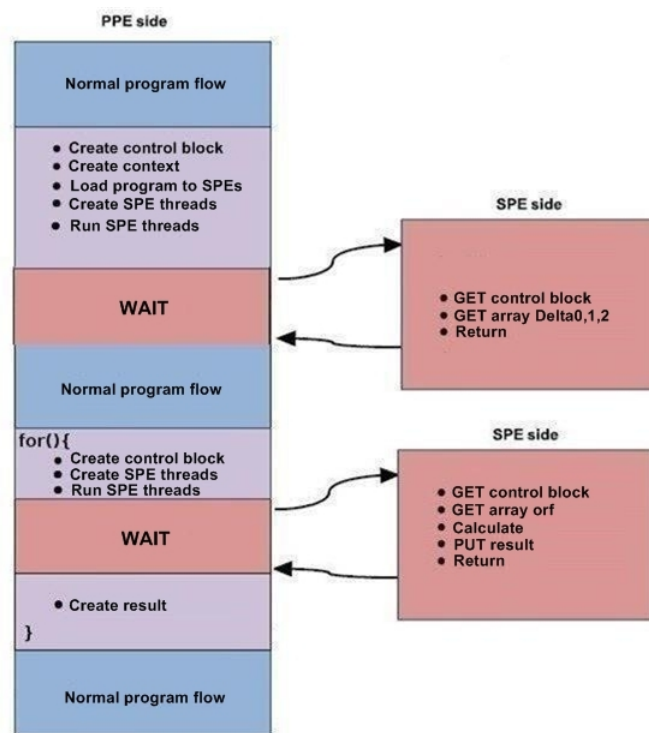 PPE side
Normal program flow
● Create control block
● Create context
● Load program to SPEs
● Create SPE threads
● Run SPE threads
WAIT
SPE side
● GET control block
● GET array Delta0,1,2
● Return
Normal program flow
for(){
● Create control block
● Create SPE threads
● Run SPE threads
WAIT
SPE side
● GET control block
● GET array orf
● Calculate
● PUT result
● Return
● Create result
}
Normal program flow